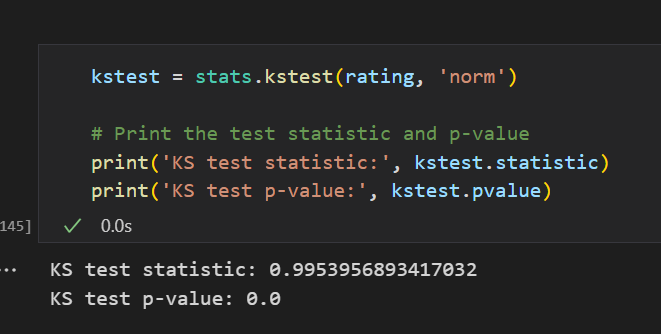 kstest = stats.kstest(rating, 'norm')
# Print the test statistic and p-value
print('KS test statistic:', kstest.statistic)
print('KS test p-value:', kstest.pvalue)
145]
✓ 0.0s
... KS test statistic: 0.9953956893417032
KS test p-value: 0.0